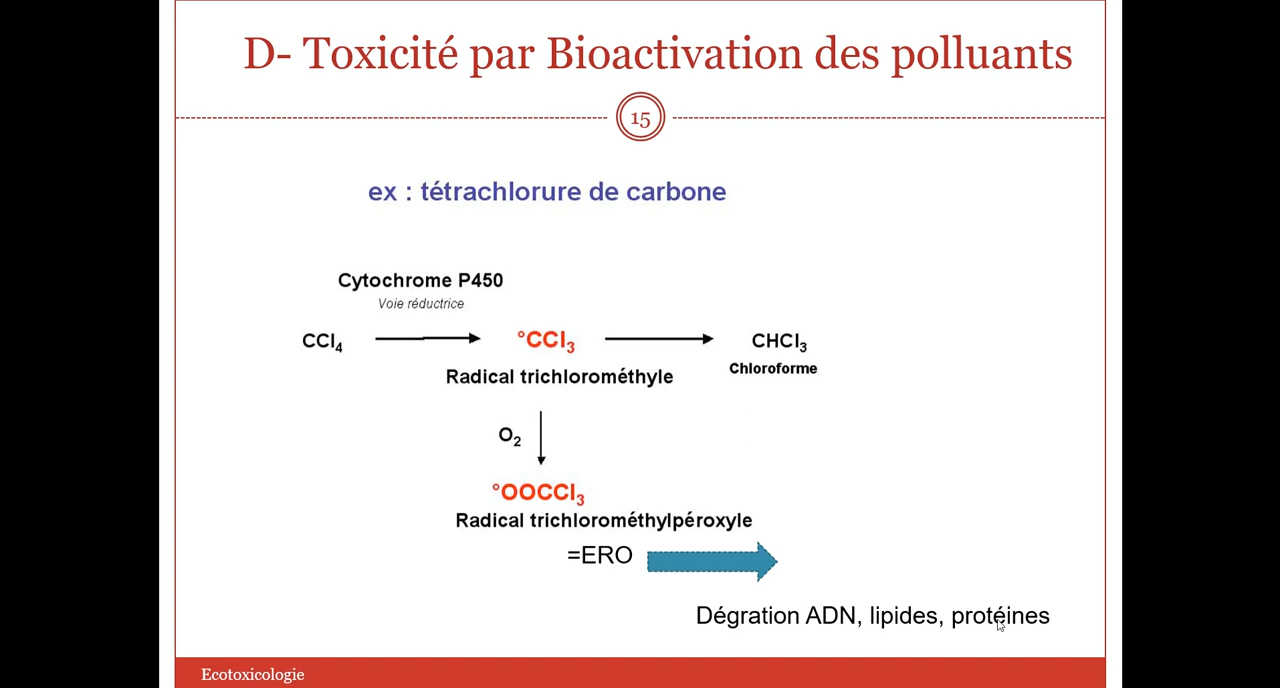 D- Toxicité par Bioactivation des polluants
15
ex : tétrachlorure de carbone
Cytochrome P450
Voie réductrice
CCl₄ °CCl₃ CHCl₃
Chloroforme
Radical trichlorométhyle
O₂
°OOCCl₃
Radical trichlorométhylpéroxyle
=ERO
Dégration ADN, lipides, protéines
Ecotoxicologie